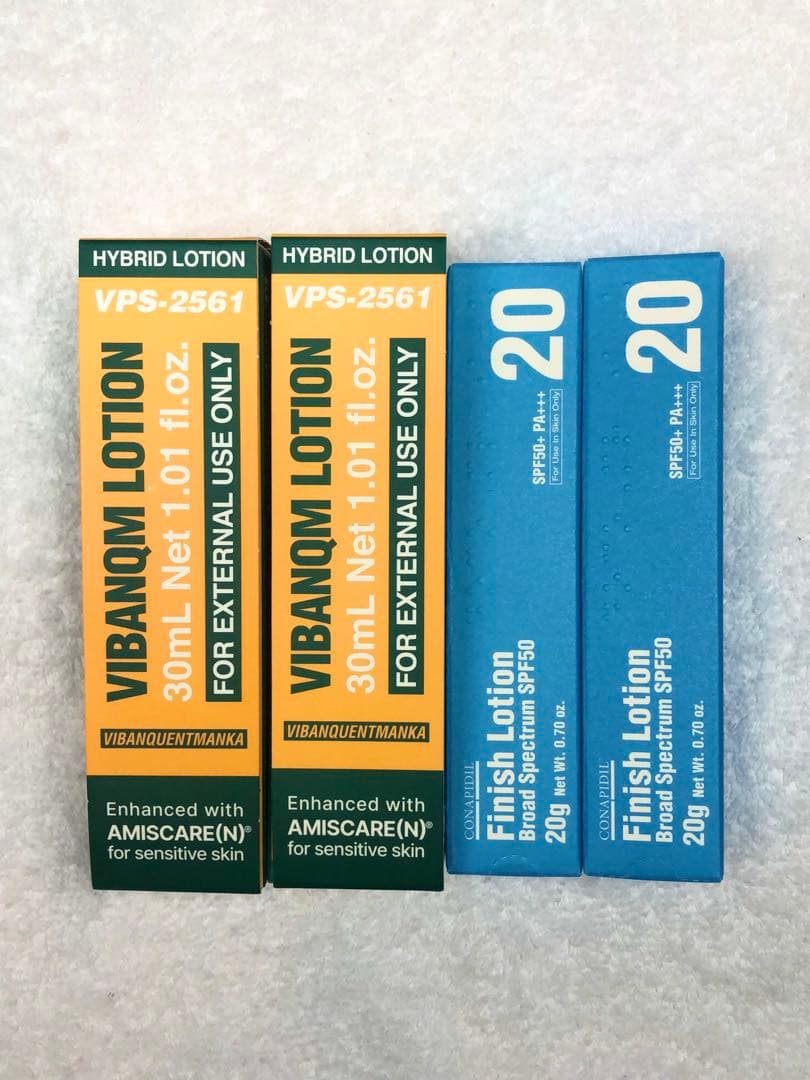 HYBRID LOTION
VPS-2561
VIBANQM LOTION
30mL Net 1.01 fl.oz.
FOR EXTERNAL USE ONLY
VIBANQUENTMANKA
Enhanced with
AMISCARE(N)®
for sensitive skin
HYBRID LOTION
VPS-2561
VIBANQM LOTION
30mL Net 1.01 fl.oz.
FOR EXTERNAL USE ONLY
VIBANQUENTMANKA
Enhanced with
AMISCARE(N)®
for sensitive skin
20
SPF50+ PA+++
For Use In Skin Only
CONAPIDIL
Finish Lotion
Broad Spectrum SPF50
20g Net Wt. 0.70 oz.
20
SPF50+ PA+++
For Use In Skin Only
CONAPIDIL
Finish Lotion
Broad Spectrum SPF50
20g Net Wt. 0.70 oz.